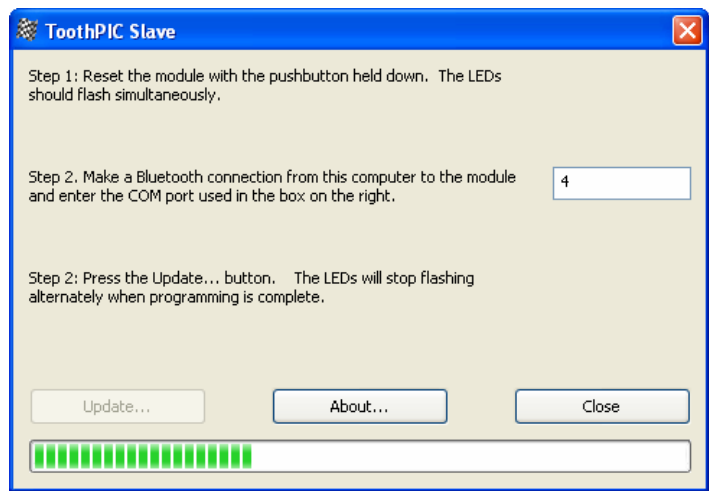 ToothPIC Slave
Step 1: Reset the module with the pushbutton held down. The LEDs
should flash simultaneously.
Step 2. Make a Bluetooth connection from this computer to the module
and enter the COM port used in the box on the right.
4
Step 2: Press the Update... button. The LEDs will stop flashing
alternately when programming is complete.
Update... About... Close